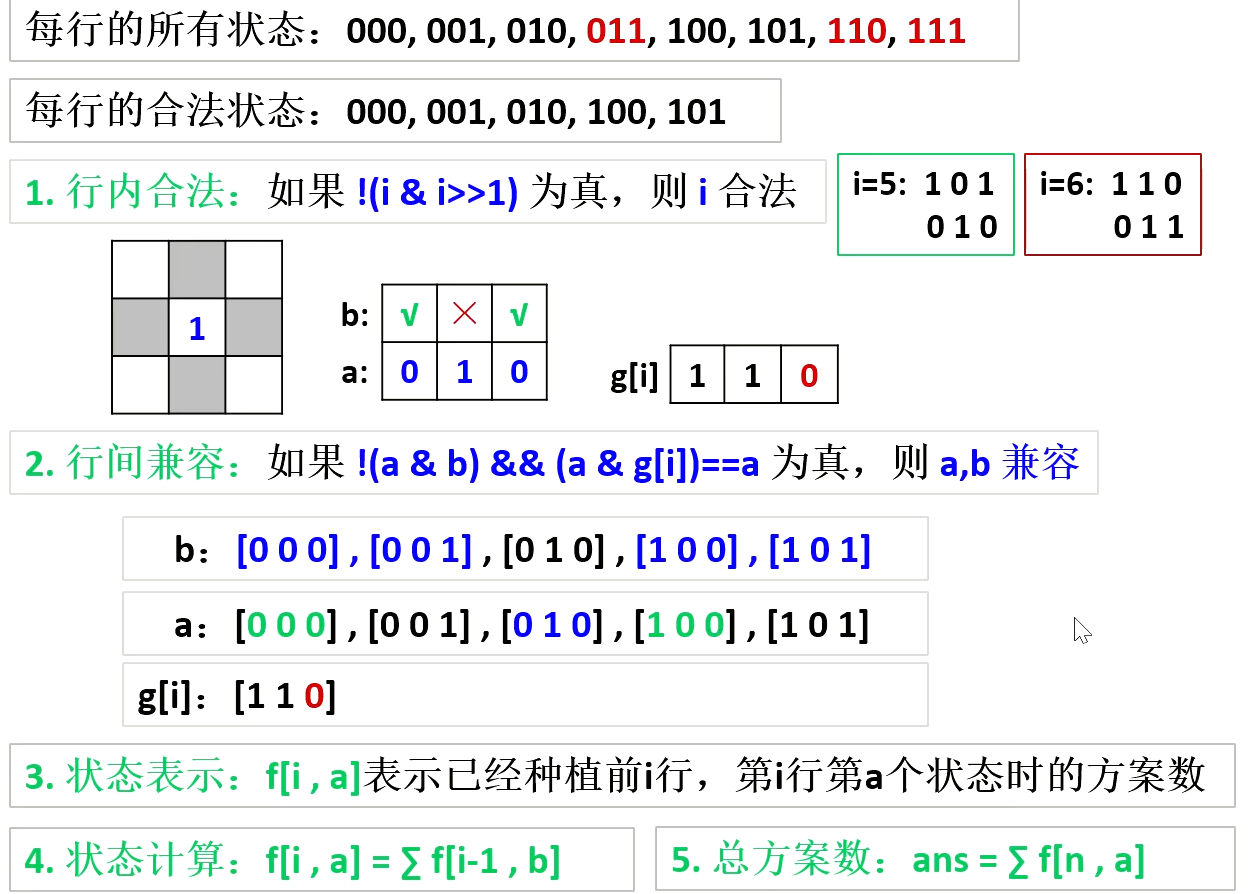 每行的所有状态：000, 001, 010, 011, 100, 101, 110, 111
每行的合法状态：000, 001, 010, 100, 101
1. 行内合法：如果 !(i & i>>1) 为真，则 i 合法
i=5: 1 0 1
0 1 0
i=6: 1 1 0
0 1 1
1
b: √ × √
a: 0 1 0
g[i] 1 1 0
2. 行间兼容：如果 !(a & b) && (a & g[i])==a 为真，则 a,b 兼容
b： [0 0 0] , [0 0 1] , [0 1 0] , [1 0 0] , [1 0 1]
a： [0 0 0] , [0 0 1] , [0 1 0] , [1 0 0] , [1 0 1]
g[i]： [1 1 0]
3. 状态表示：f[i , a]表示已经种植前i行，第i行第a个状态时的方案数
4. 状态计算：f[i , a] = ∑ f[i-1 , b]
5. 总方案数：ans = ∑ f[n , a]